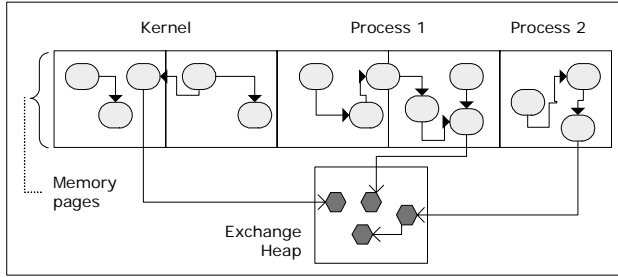 Kernel
Process 1
Process 2
Memory
pages
Exchange
Heap